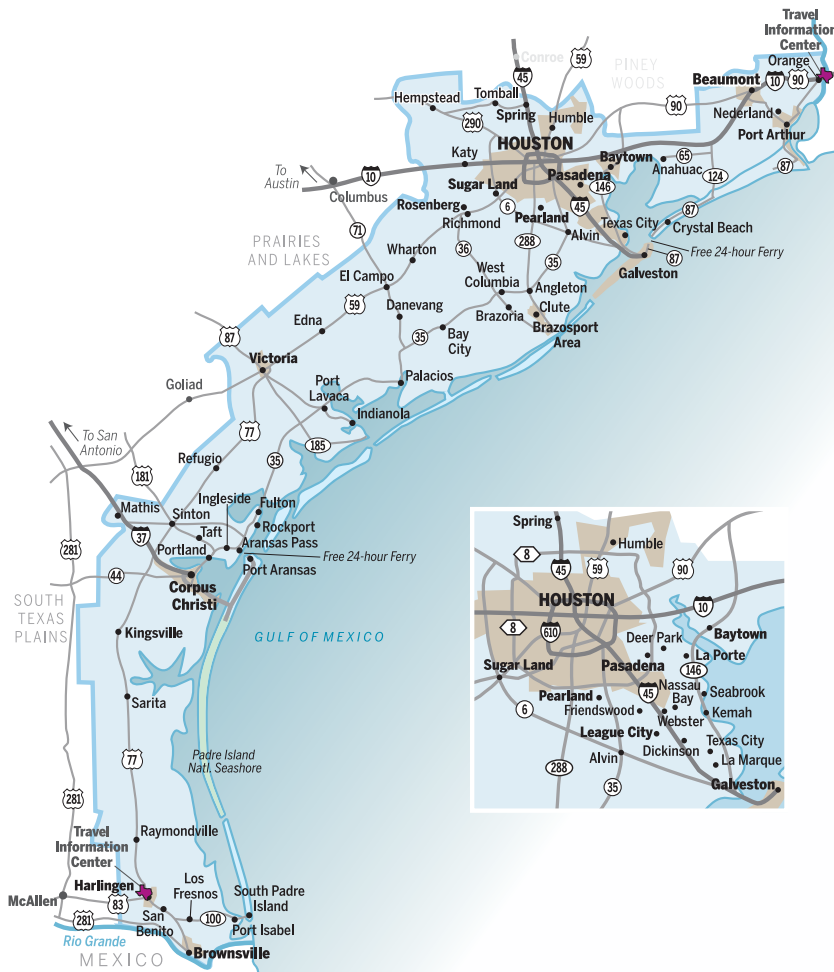 Travel
Information
Center
Orange
Conroe
59
45
PINEY
WOODS
Beaumont
10
90
Hempstead
Tomball
Spring
Humble
90
Nederland
Port Arthur
290
HOUSTON
Katy
Baytown
65
Anahuac
124
87
To
Austin
10
Columbus
Sugar Land
Pasadena
146
Rosenberg
Richmond
6
Pearland
45
Texas City
87
Crystal Beach
71
PRAIRIES
AND LAKES
36
288
Alvin
Free 24-hour Ferry
87
Galveston
Wharton
35
El Campo
West
Columbia
Angleton
59
Danevang
Brazoria
Clute
Brazosport
Area
87
Edna
35
Bay
City
Victoria
Goliad
Port
Lavaca
Palacios
Indianola
To San
Antonio
77
185
181
Refugio
35
Ingleside
Fulton
Mathis
Sinton
Rockport
Taft
Aransas Pass
37
Portland
Free 24-hour Ferry
281
Port Aransas
44
Corpus
Christi
SOUTH
TEXAS
PLAINS
Kingsville
GULF OF MEXICO
Sarita
77
Padre Island
Natl. Seashore
281
Raymondville
Travel
Information
Center
Harlingen
Los
Fresnos
South Padre
Island
McAllen
83
San
Benito
100
Port Isabel
281
Rio Grande
MEXICO
Brownsville
Spring
Humble
8
45
59
90
HOUSTON
10
8
610
Baytown
Deer Park
La Porte
Pasadena
146
Sugar Land
45
Nassau
Bay
Seabrook
Pearland
6
Friendswood
Kemah
Webster
League City
Texas City
Alvin
Dickinson
La Marque
288
35
Galveston